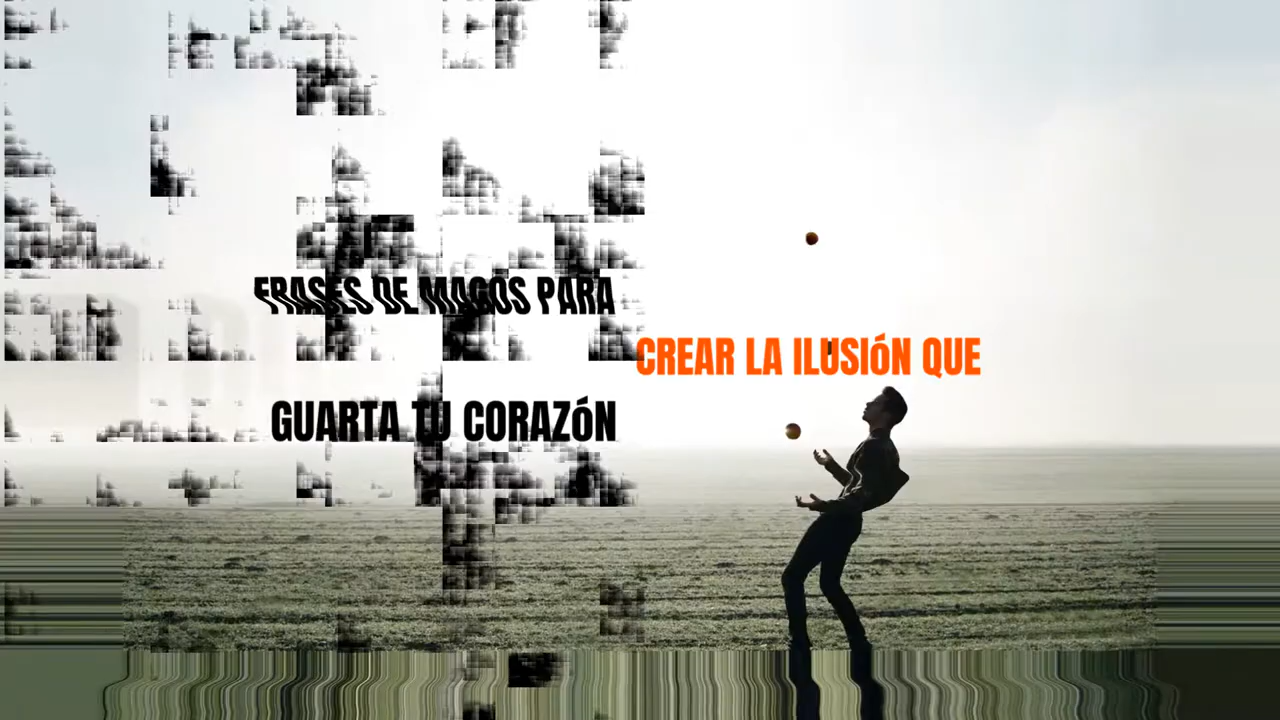 FRASES DE MAGOS PARA
CREAR LA ILUSIÓN QUE
GUARTA TU CORAZÓN